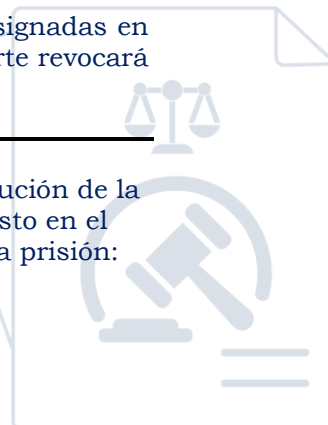 signadas en
rte revocará
ución de la
sto en el
a prisión: